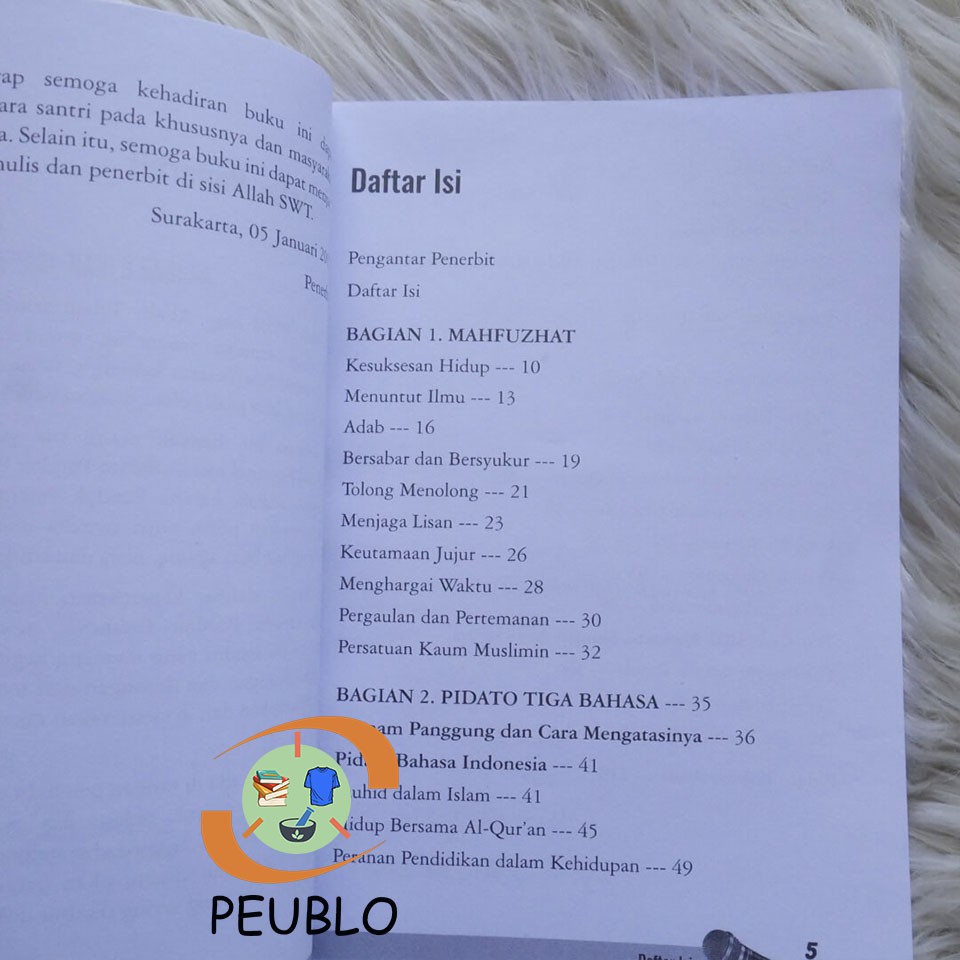 ap semoga kehadiran buku ini
ara santri pada khususnya dan
a. Selain itu, semoga buku ini dapat
ulis dan penerbit di sisi Allah SWT.
Surakarta, 05 Januari
Daftar Isi
Pengantar Penerbit
Daftar Isi
BAGIAN 1. MAHFUZHAT
Kesuksesan Hidup --- 10
Menuntut Ilmu --- 13
Adab --- 16
Bersabar dan Bersyukur --- 19
Tolong Menolong --- 21
Menjaga Lisan --- 23
Keutamaan Jujur --- 26
Menghargai Waktu --- 28
Pergaulan dan Pertemanan --- 30
Persatuan Kaum Muslimin --- 32
BAGIAN 2. PIDATO TIGA BAHASA --- 35
am Panggung dan Cara Mengatasinya --- 36
Bahasa Indonesia --- 41
uhid dalam Islam --- 41
idup Bersama Al-Qur'an --- 45
Peranan Pendidikan dalam Kehidupan --- 49
PEUBLO
5